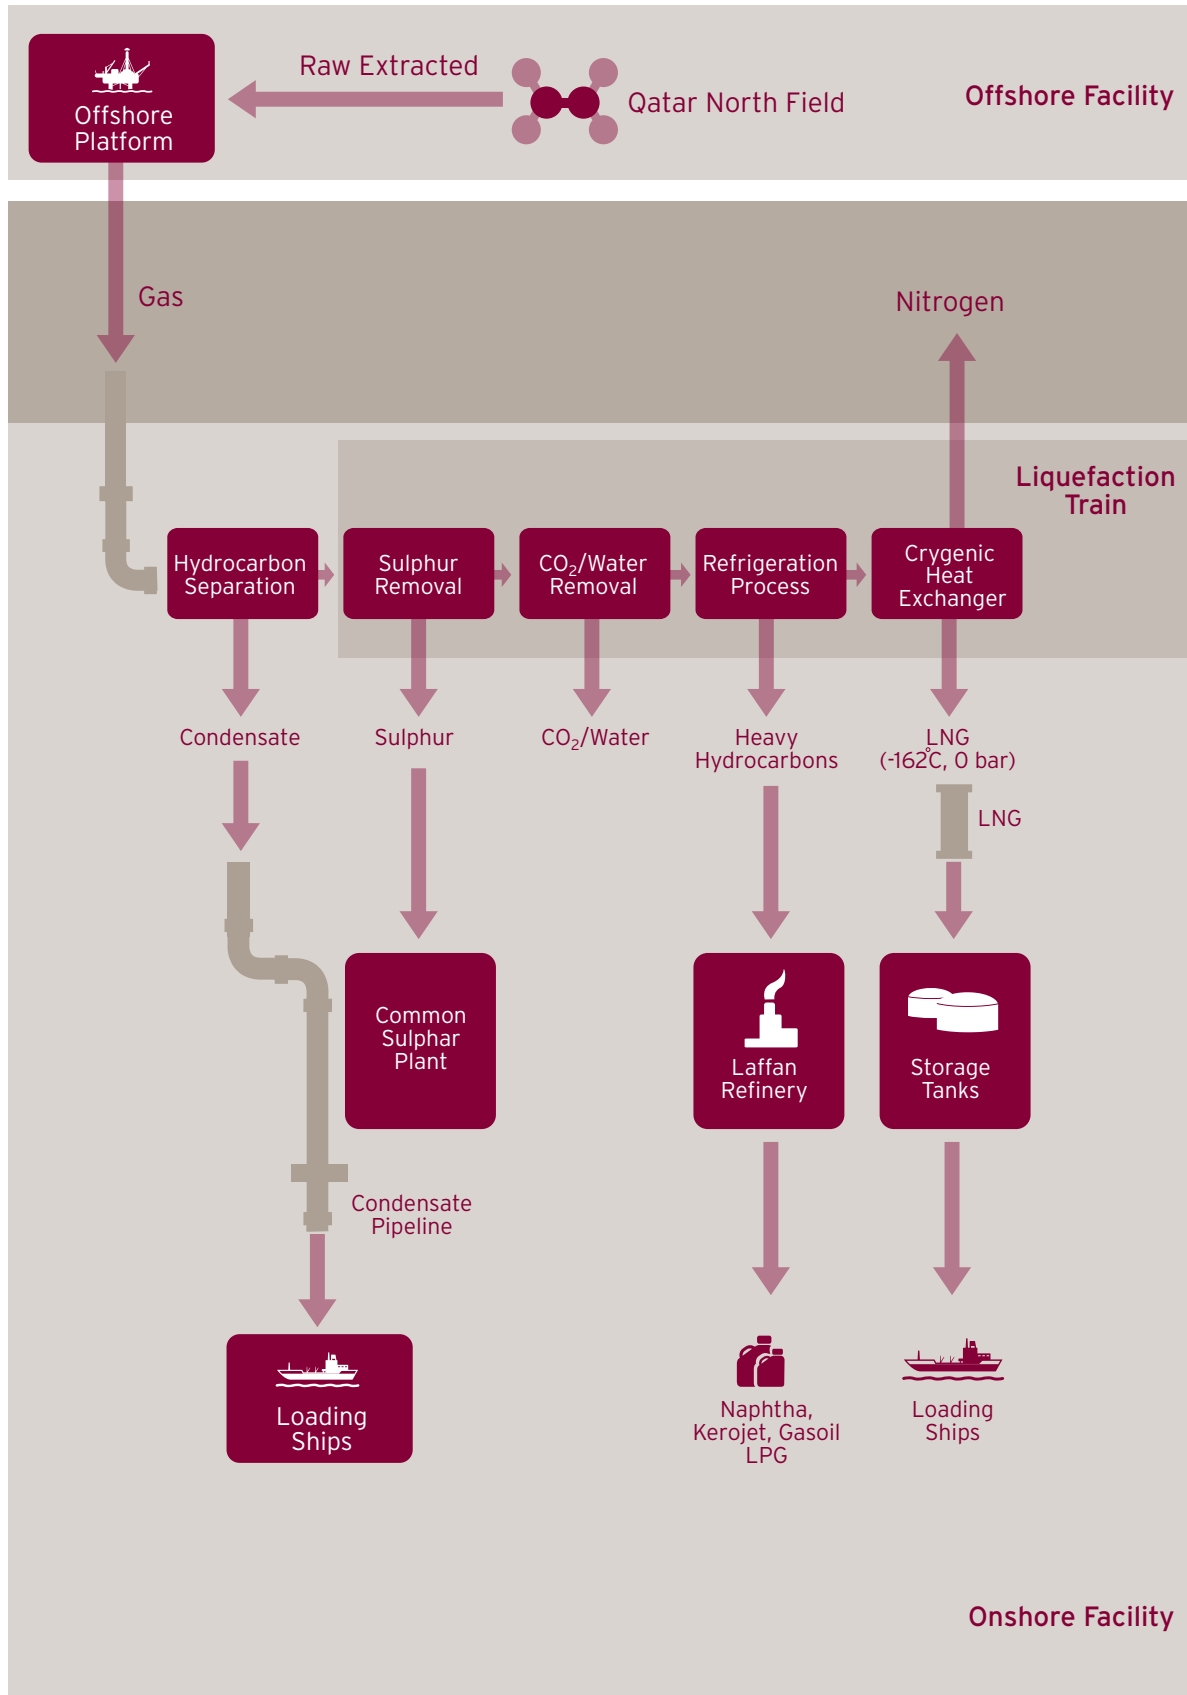 Raw Extracted
Qatar North Field
Offshore Facility
Offshore
Platform
Gas
Nitrogen
Liquefaction
Train
Hydrocarbon
Separation
Sulphur
Removal
CO₂/Water
Removal
Refrigeration
Process
Crygenic
Heat
Exchanger
Condensate
Sulphur
CO₂/Water
Heavy
Hydrocarbons
LNG
(-162°C, 0 bar)
LNG
Common
Sulphar
Plant
Laffan
Refinery
Storage
Tanks
Condensate
Pipeline
Loading
Ships
Naphtha,
Kerojet, Gasoil
LPG
Loading
Ships
Onshore Facility